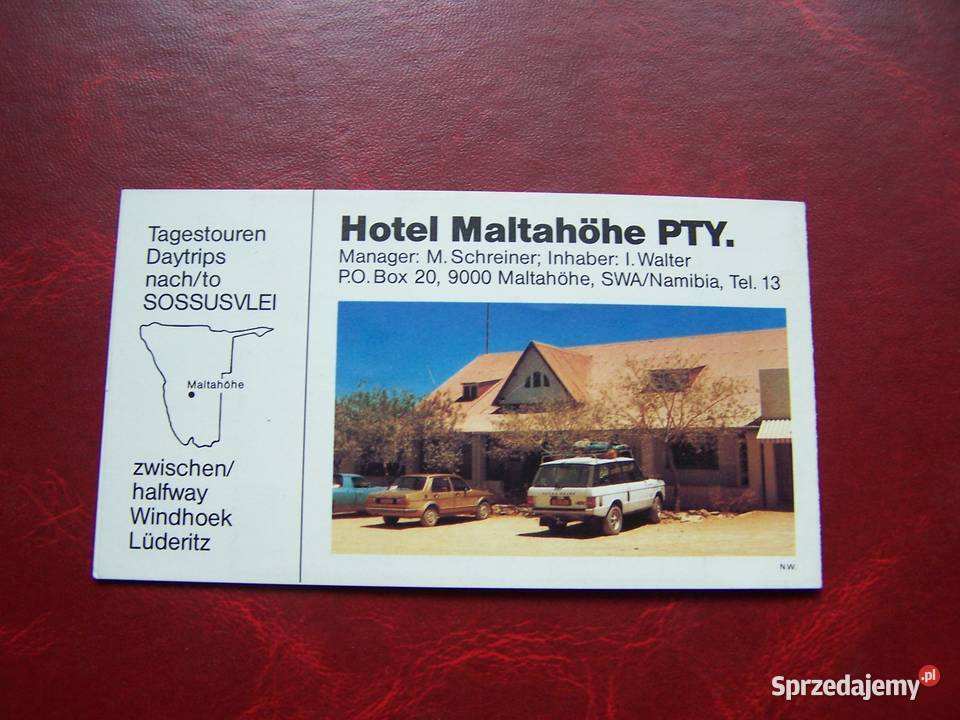 Tagestouren
Daytrips
nach/to
SOSSUSVLEI
Maltahöhe
zwischen/
halfway
Windhoek
Lüderitz
Hotel Maltahöhe PTY.
Manager: M. Schreiner; Inhaber: I. Walter
P.O. Box 20, 9000 Maltahöhe, SWA/Namibia, Tel. 13
N.W.
Sprzedajemy.pl